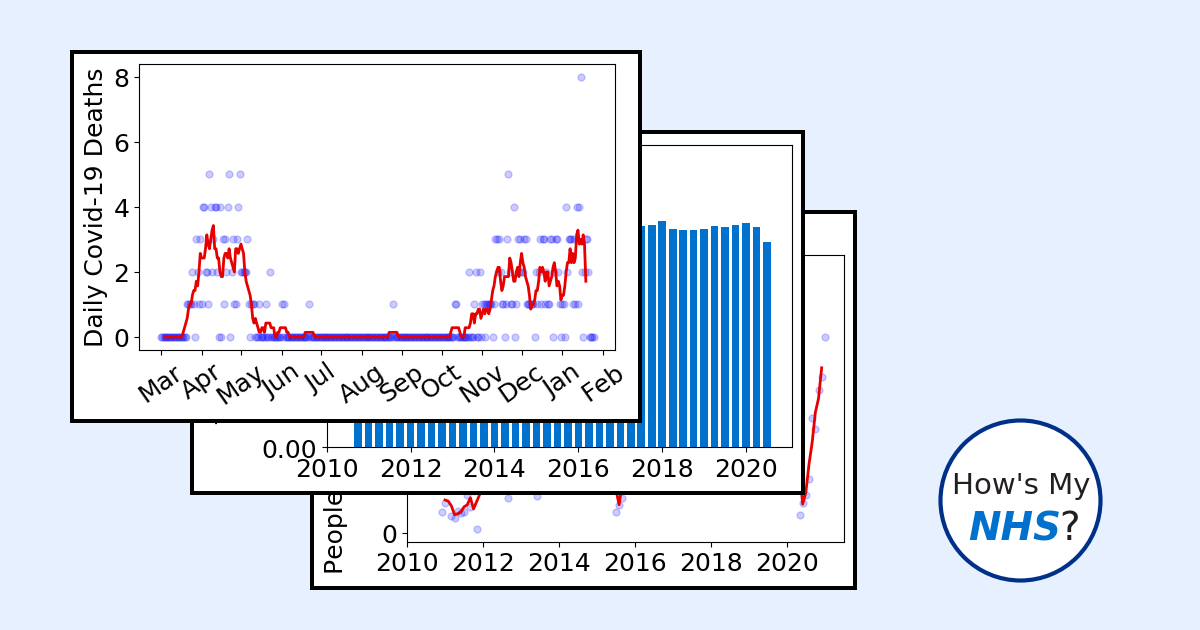 Daily Covid-19 Deaths
8
6
4
2
0
Mar Apr May Jun Jul Aug Sep Oct Nov Dec Jan Feb
0.00
2010 2012 2014 2016 2018 2020
People
0
2010 2012 2014 2016 2018 2020
How's My
NHS?